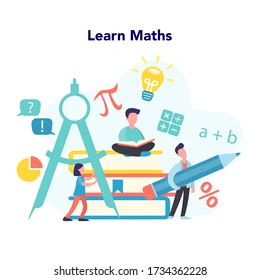 Learn Maths
?
!
π
a + b
%
shutterstock.com · 1734362228